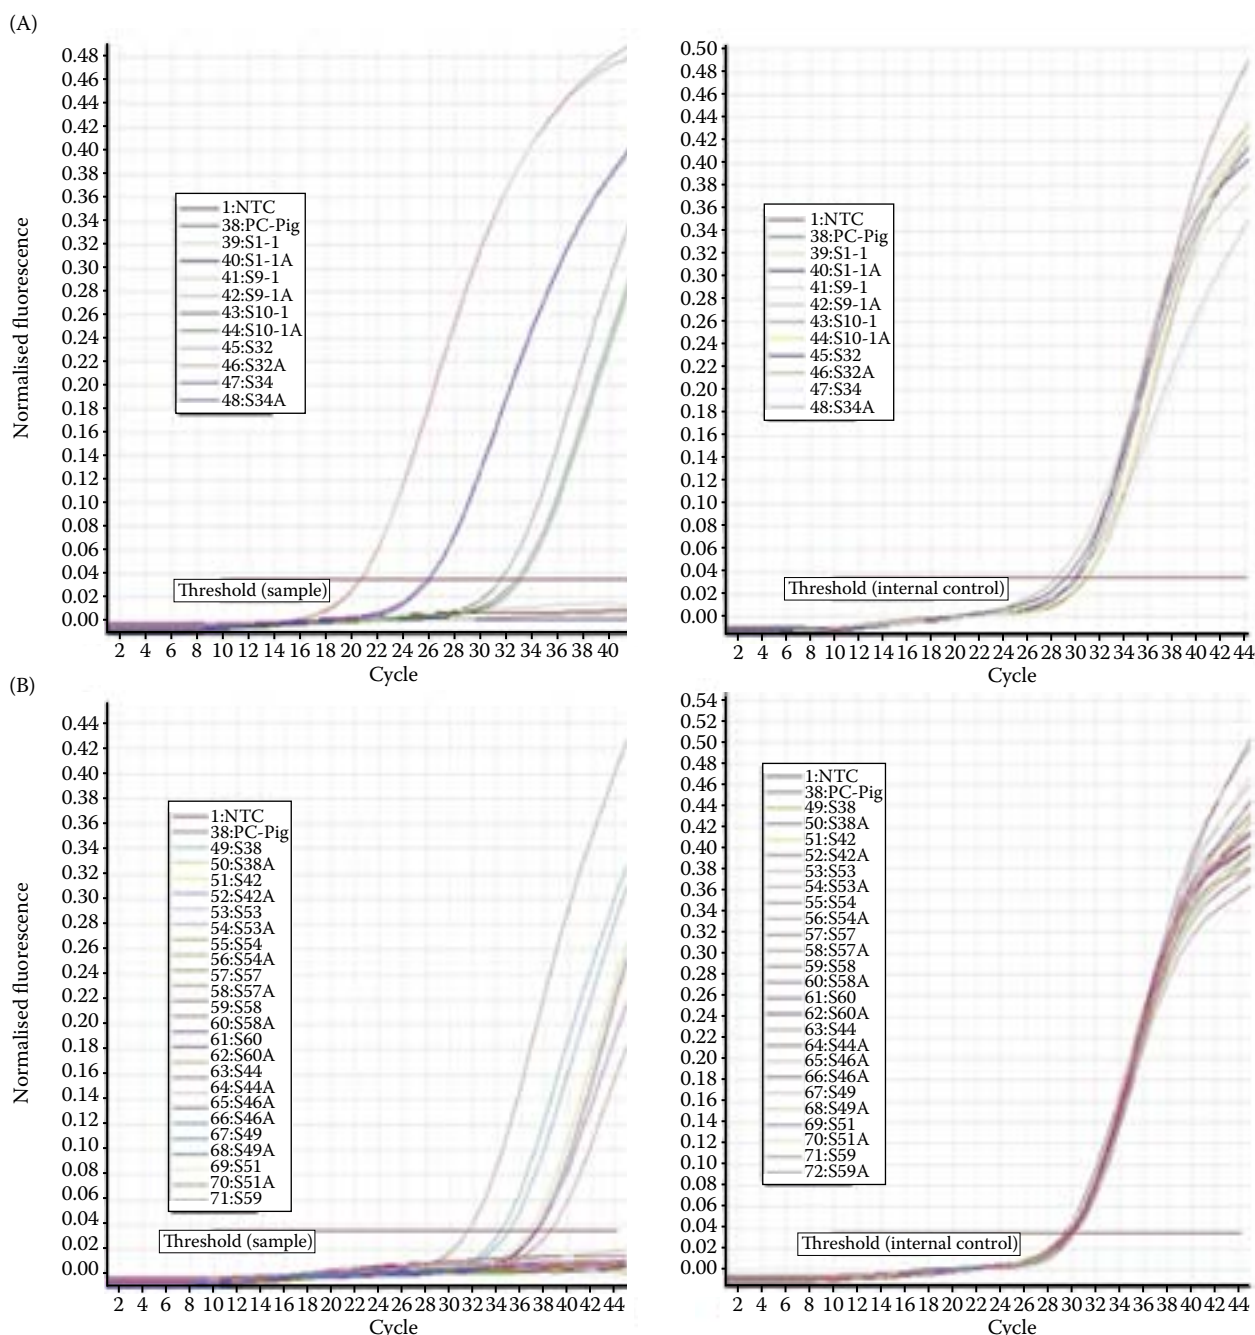 (A)
Normalised fluorescence
0.48
0.46
0.44
0.42
0.40
0.38
0.36
0.34
0.32
0.30
0.28
0.26
0.24
0.22
0.20
0.18
0.16
0.14
0.12
0.10
0.08
0.06
0.04
0.02
0.00
1:NTC
38:PC-Pig
39:S1-1
40:S1-1A
41:S9-1
42:S9-1A
43:S10-1
44:S10-1A
45:S32
46:S32A
47:S34
48:S34A
Threshold (sample)
2 4 6 8 10 12 14 16 18 20 22 24 26 28 30 32 34 36 38 40
Cycle
0.50
0.48
0.46
0.44
0.42
0.40
0.38
0.36
0.34
0.32
0.30
0.28
0.26
0.24
0.22
0.20
0.18
0.16
0.14
0.12
0.10
0.08
0.06
0.04
0.02
0.00
1:NTC
38:PC-Pig
39:S1-1
40:S1-1A
41:S9-1
42:S9-1A
43:S10-1
44:S10-1A
45:S32
46:S32A
47:S34
48:S34A
Threshold (internal control)
2 4 6 8 10 12 14 16 18 20 22 24 26 28 30 32 34 36 38 40 42 44
Cycle
(B)
Normalised fluorescence
0.44
0.42
0.40
0.38
0.36
0.34
0.32
0.30
0.28
0.26
0.24
0.22
0.20
0.18
0.16
0.14
0.12
0.10
0.08
0.06
0.04
0.02
0.00
1:NTC
38:PC-Pig
49:S38
50:S38A
51:S42
52:S42A
53:S53
54:S53A
55:S54
56:S54A
57:S57
58:S57A
59:S58
60:S58A
61:S60
62:S60A
63:S44
64:S44A
65:S46A
66:S46A
67:S49
68:S49A
69:S51
70:S51A
71:S59
Threshold (sample)
2 4 6 8 10 12 14 16 18 20 22 24 26 28 30 32 34 36 38 40 42 44
Cycle
0.54
0.52
0.50
0.48
0.46
0.44
0.42
0.40
0.38
0.36
0.34
0.32
0.30
0.28
0.26
0.24
0.22
0.20
0.18
0.16
0.14
0.12
0.10
0.08
0.06
0.04
0.02
0.00
1:NTC
38:PC-Pig
49:S38
50:S38A
51:S42
52:S42A
53:S53
54:S53A
55:S54
56:S54A
57:S57
58:S57A
59:S58
60:S58A
61:S60
62:S60A
63:S44
64:S44A
65:S46A
66:S46A
67:S49
68:S49A
69:S51
70:S51A
71:S59
72:S59A
Threshold (internal control)
2 4 6 8 10 12 14 16 18 20 22 24 26 28 30 32 34 36 38 40 42 44
Cycle